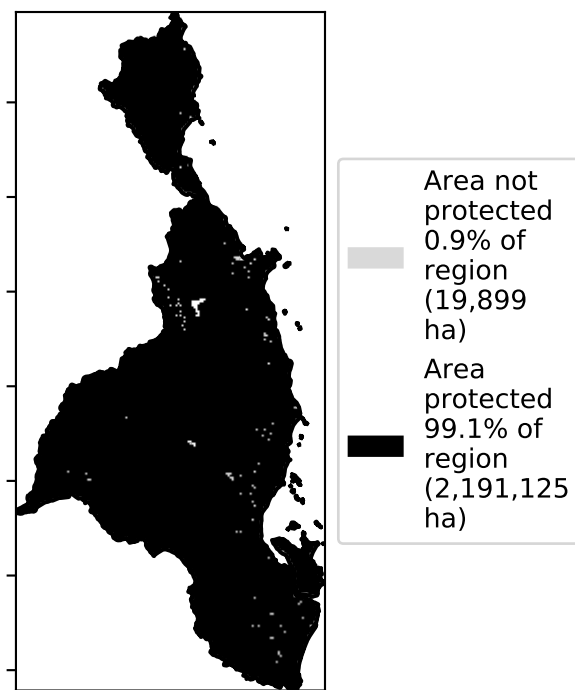 Area not
protected
0.9% of
region
(19,899
ha)
Area
protected
99.1% of
region
(2,191,125
ha)